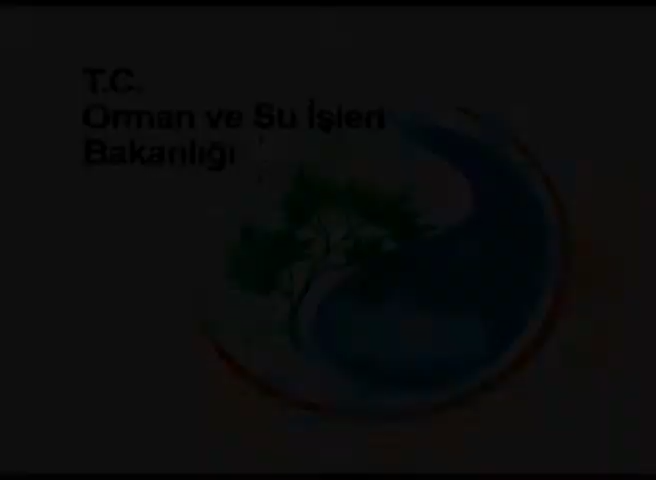 T.C.
Orman ve Su İşleri
Bakanlığı